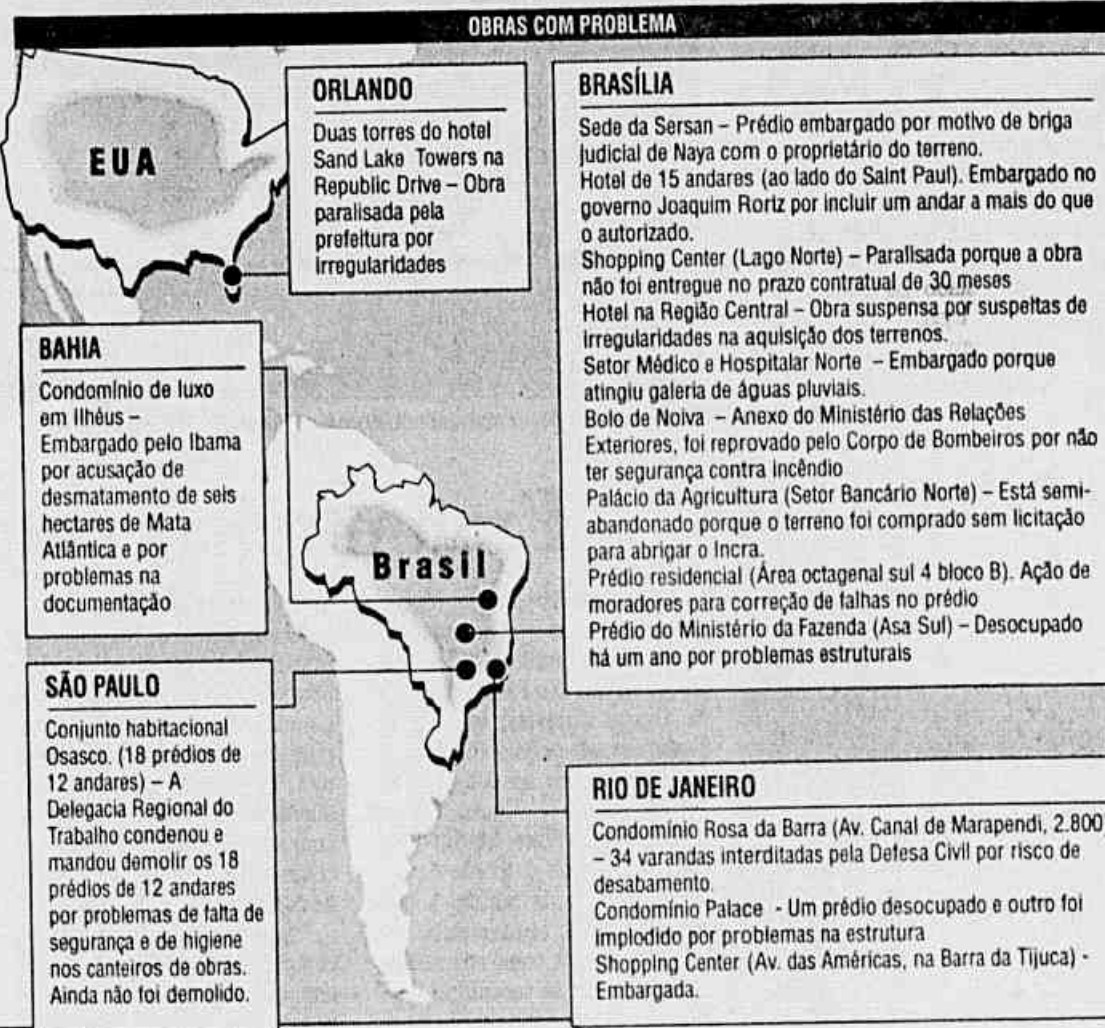 OBRAS COM PROBLEMA
EUA
ORLANDO
Duas torres do hotel
Sand Lake Towers na
Republic Drive – Obra
paralisada pela
prefeitura por
irregularidades
BRASÍLIA
Sede da Sersan – Prédio embargado por motivo de briga
judicial de Naya com o proprietário do terreno.
Hotel de 15 andares (ao lado do Saint Paul). Embargado no
governo Joaquim Roriz por incluir um andar a mais do que
o autorizado.
Shopping Center (Lago Norte) – Paralisada porque a obra
não foi entregue no prazo contratual de 30 meses
Hotel na Região Central – Obra suspensa por suspeitas de
irregularidades na aquisição dos terrenos.
Setor Médico e Hospitalar Norte – Embargado porque
atingiu galeria de águas pluviais.
Bolo de Noiva – Anexo do Ministério das Relações
Exteriores, foi reprovado pelo Corpo de Bombeiros por não
ter segurança contra incêndio
Palácio da Agricultura (Setor Bancário Norte) – Está semi-
abandonado porque o terreno foi comprado sem licitação
para abrigar o Incra.
Prédio residencial (Área octagenal sul 4 bloco B). Ação de
moradores para correção de falhas no prédio
Prédio do Ministério da Fazenda (Asa Sul) – Desocupado
há um ano por problemas estruturais
BAHIA
Condomínio de luxo
em Ilhéus –
Embargado pelo Ibama
por acusação de
desmatamento de seis
hectares de Mata
Atlântica e por
problemas na
documentação
Brasil
SÃO PAULO
Conjunto habitacional
Osasco. (18 prédios de
12 andares) – A
Delegacia Regional do
Trabalho condenou e
mandou demolir os 18
prédios de 12 andares
por problemas de falta de
segurança e de higiene
nos canteiros de obras.
Ainda não foi demolido.
RIO DE JANEIRO
Condomínio Rosa da Barra (Av. Canal de Marapendi, 2.800
– 34 varandas interditadas pela Defesa Civil por risco de
desabamento.
Condomínio Palace - Um prédio desocupado e outro foi
implodido por problemas na estrutura
Shopping Center (Av. das Américas, na Barra da Tijuca) -
Embargada.